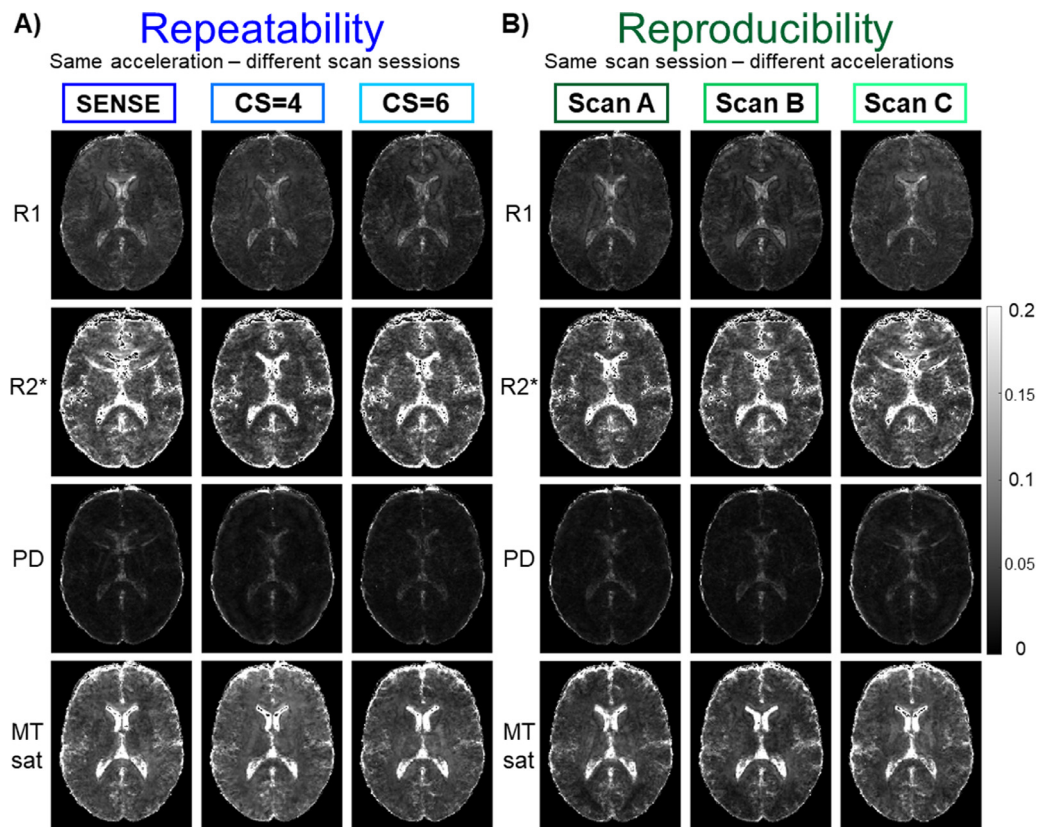 A) Repeatability
Same acceleration – different scan sessions
SENSE CS=4 CS=6
B) Reproducibility
Same scan session – different accelerations
Scan A Scan B Scan C
R1
R2*
PD
MT
sat
R1
R2*
PD
MT
sat
0.2
0.15
0.1
0.05
0